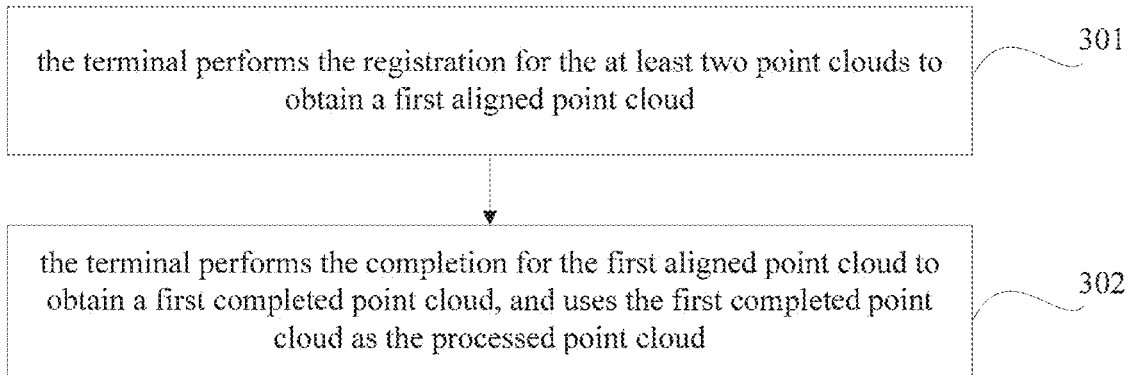 the terminal performs the registration for the at least two point clouds to
obtain a first aligned point cloud
301
the terminal performs the completion for the first aligned point cloud to
obtain a first completed point cloud, and uses the first completed point
cloud as the processed point cloud
302